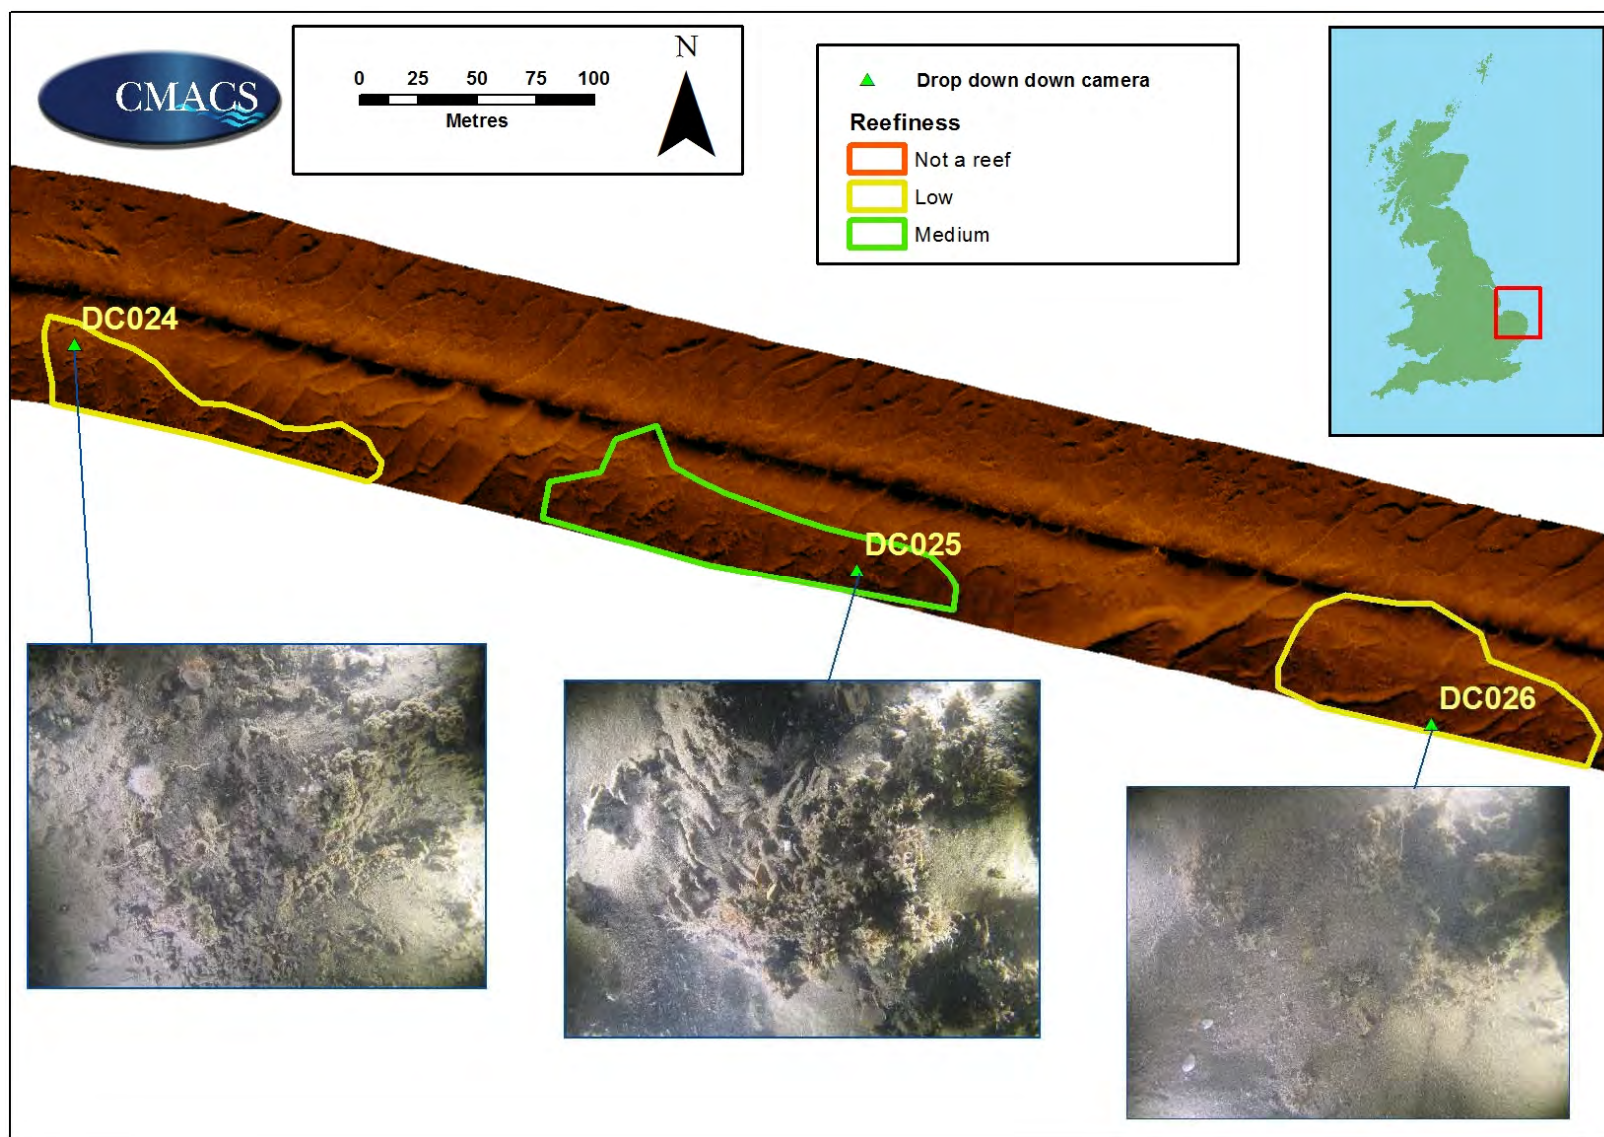 CMACS
0 25 50 75 100
Metres
N
Drop down down camera
Reefiness
Not a reef
Low
Medium
DC024
DC025
DC026